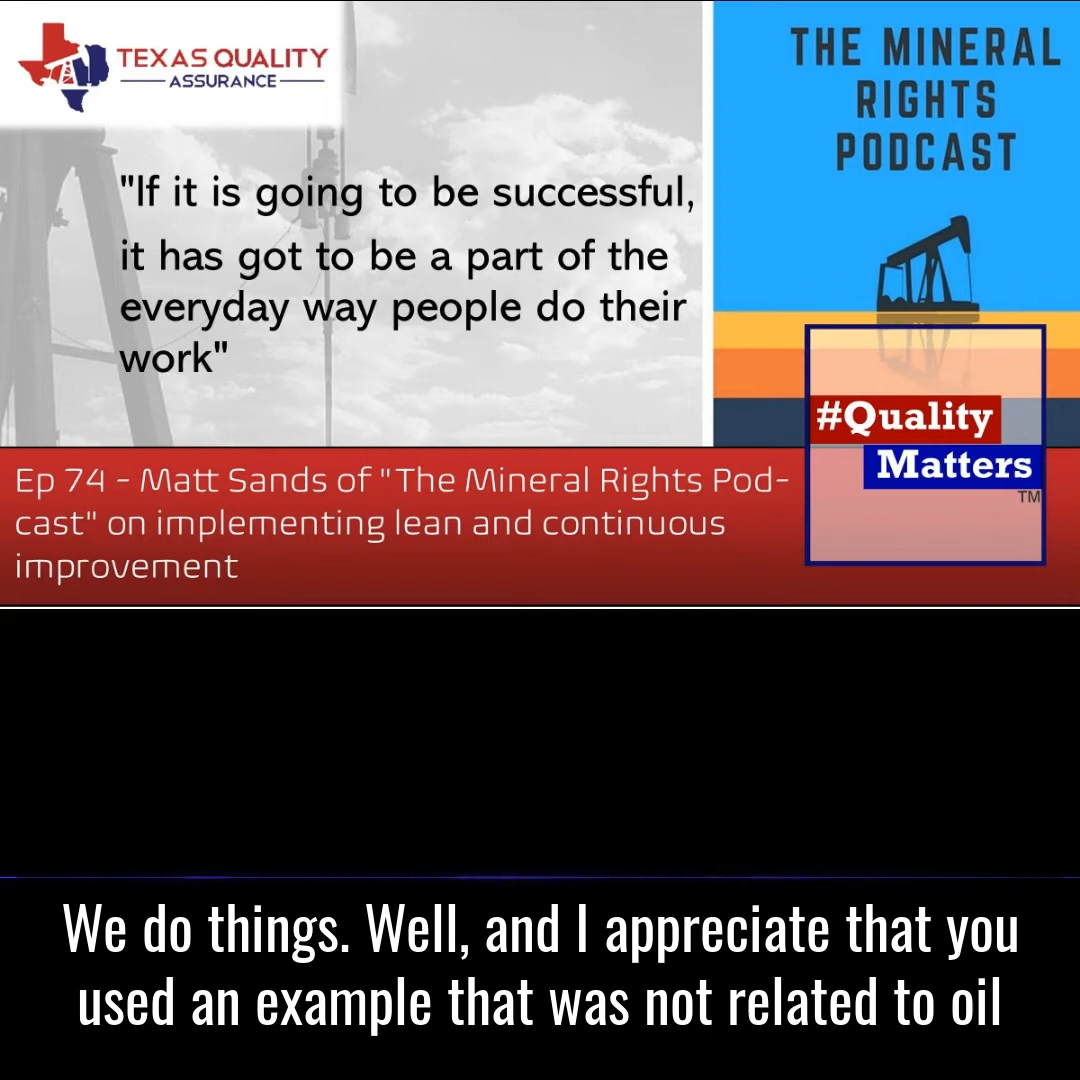 TEXAS QUALITY
ASSURANCE
THE MINERAL
RIGHTS
PODCAST
"If it is going to be successful,
it has got to be a part of the
everyday way people do their
work"
#Quality
Matters
TM
Ep 74 - Matt Sands of "The Mineral Rights Pod-
cast" on implementing lean and continuous
improvement
We do things. Well, and I appreciate that you
used an example that was not related to oil